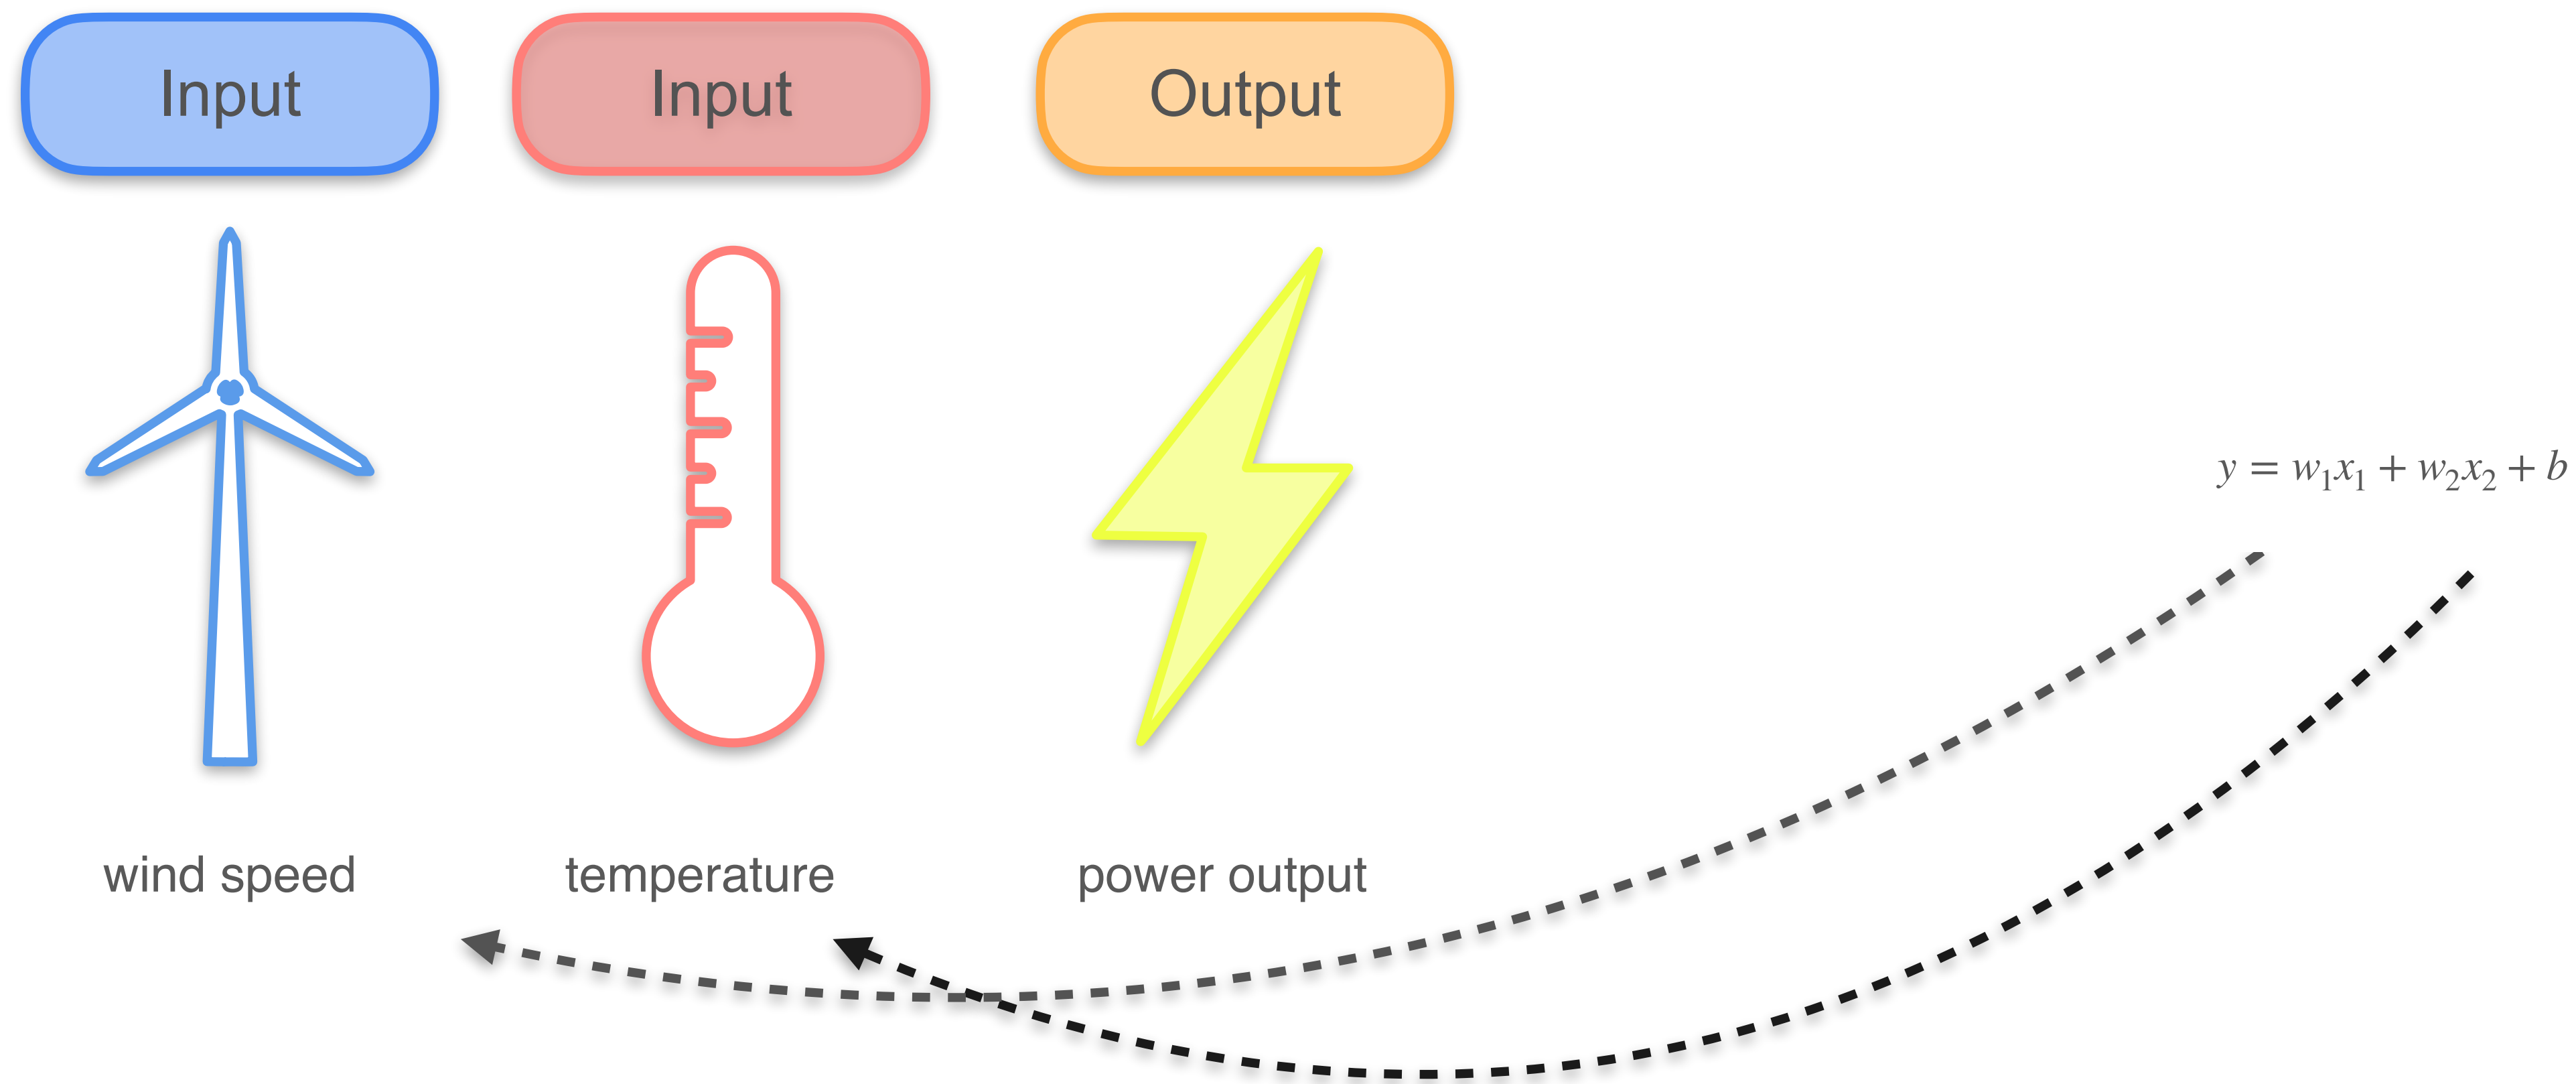 Input
Input
Output
y = w₁x₁ + w₂x₂ + b
wind speed
temperature
power output